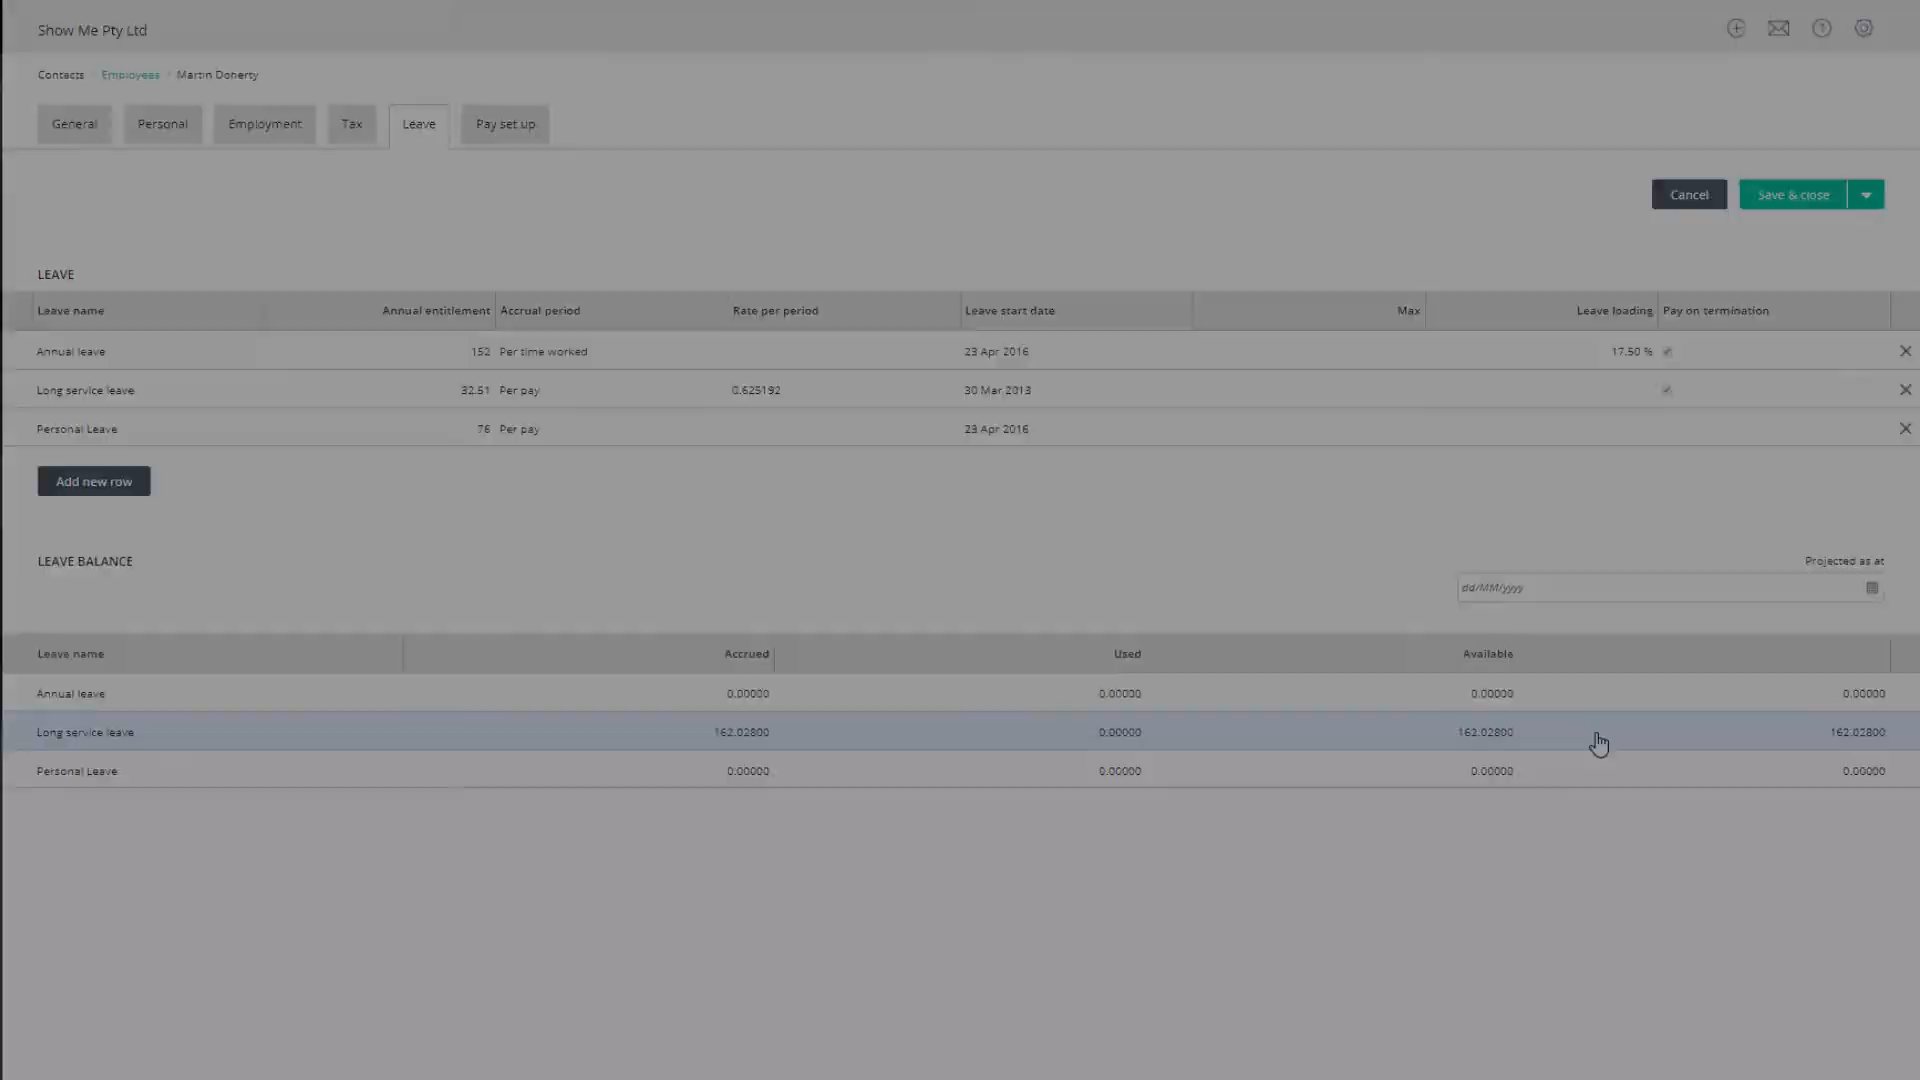 Show Me Pty Ltd
Contacts / Employees / Martin Doherty
General Personal Employment Tax Leave Pay set up
Cancel Save & close
LEAVE
Leave name Annual entitlement Accrual period Rate per period Leave start date Max Leave loading Pay on termination
Annual leave 152 Per time worked 23 Apr 2016 17.50 %
Long service leave 32.51 Per pay 0.625192 30 Mar 2013
Personal Leave 76 Per pay 23 Apr 2016
Add new row
LEAVE BALANCE
Projected as at
dd/MM/yyyy
Leave name Accrued Used Available
Annual leave 0.00000 0.00000 0.00000 0.00000
Long service leave 162.02800 0.00000 162.02800 162.02800
Personal Leave 0.00000 0.00000 0.00000 0.00000